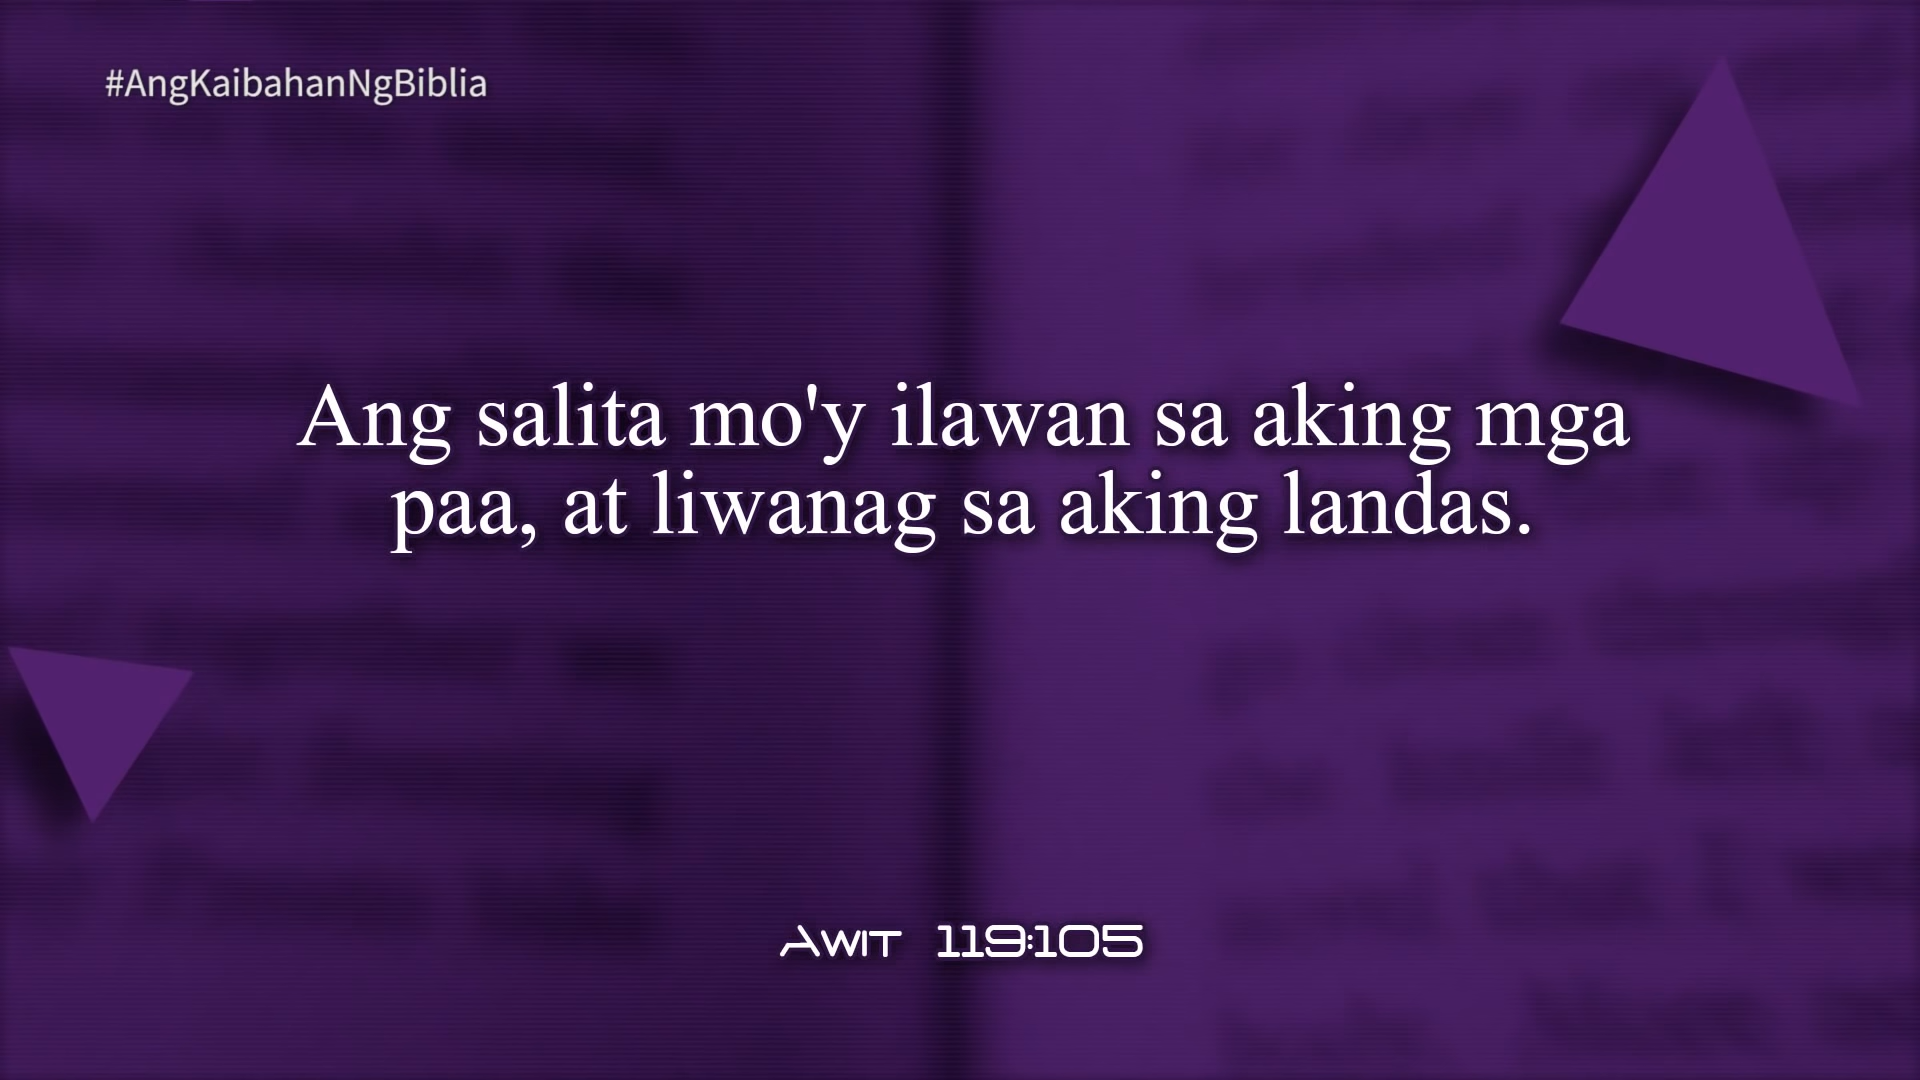 #AngKaibahanNgBiblia
Ang salita mo'y ilawan sa aking mga
paa, at liwanag sa aking landas.
Awit 119:105